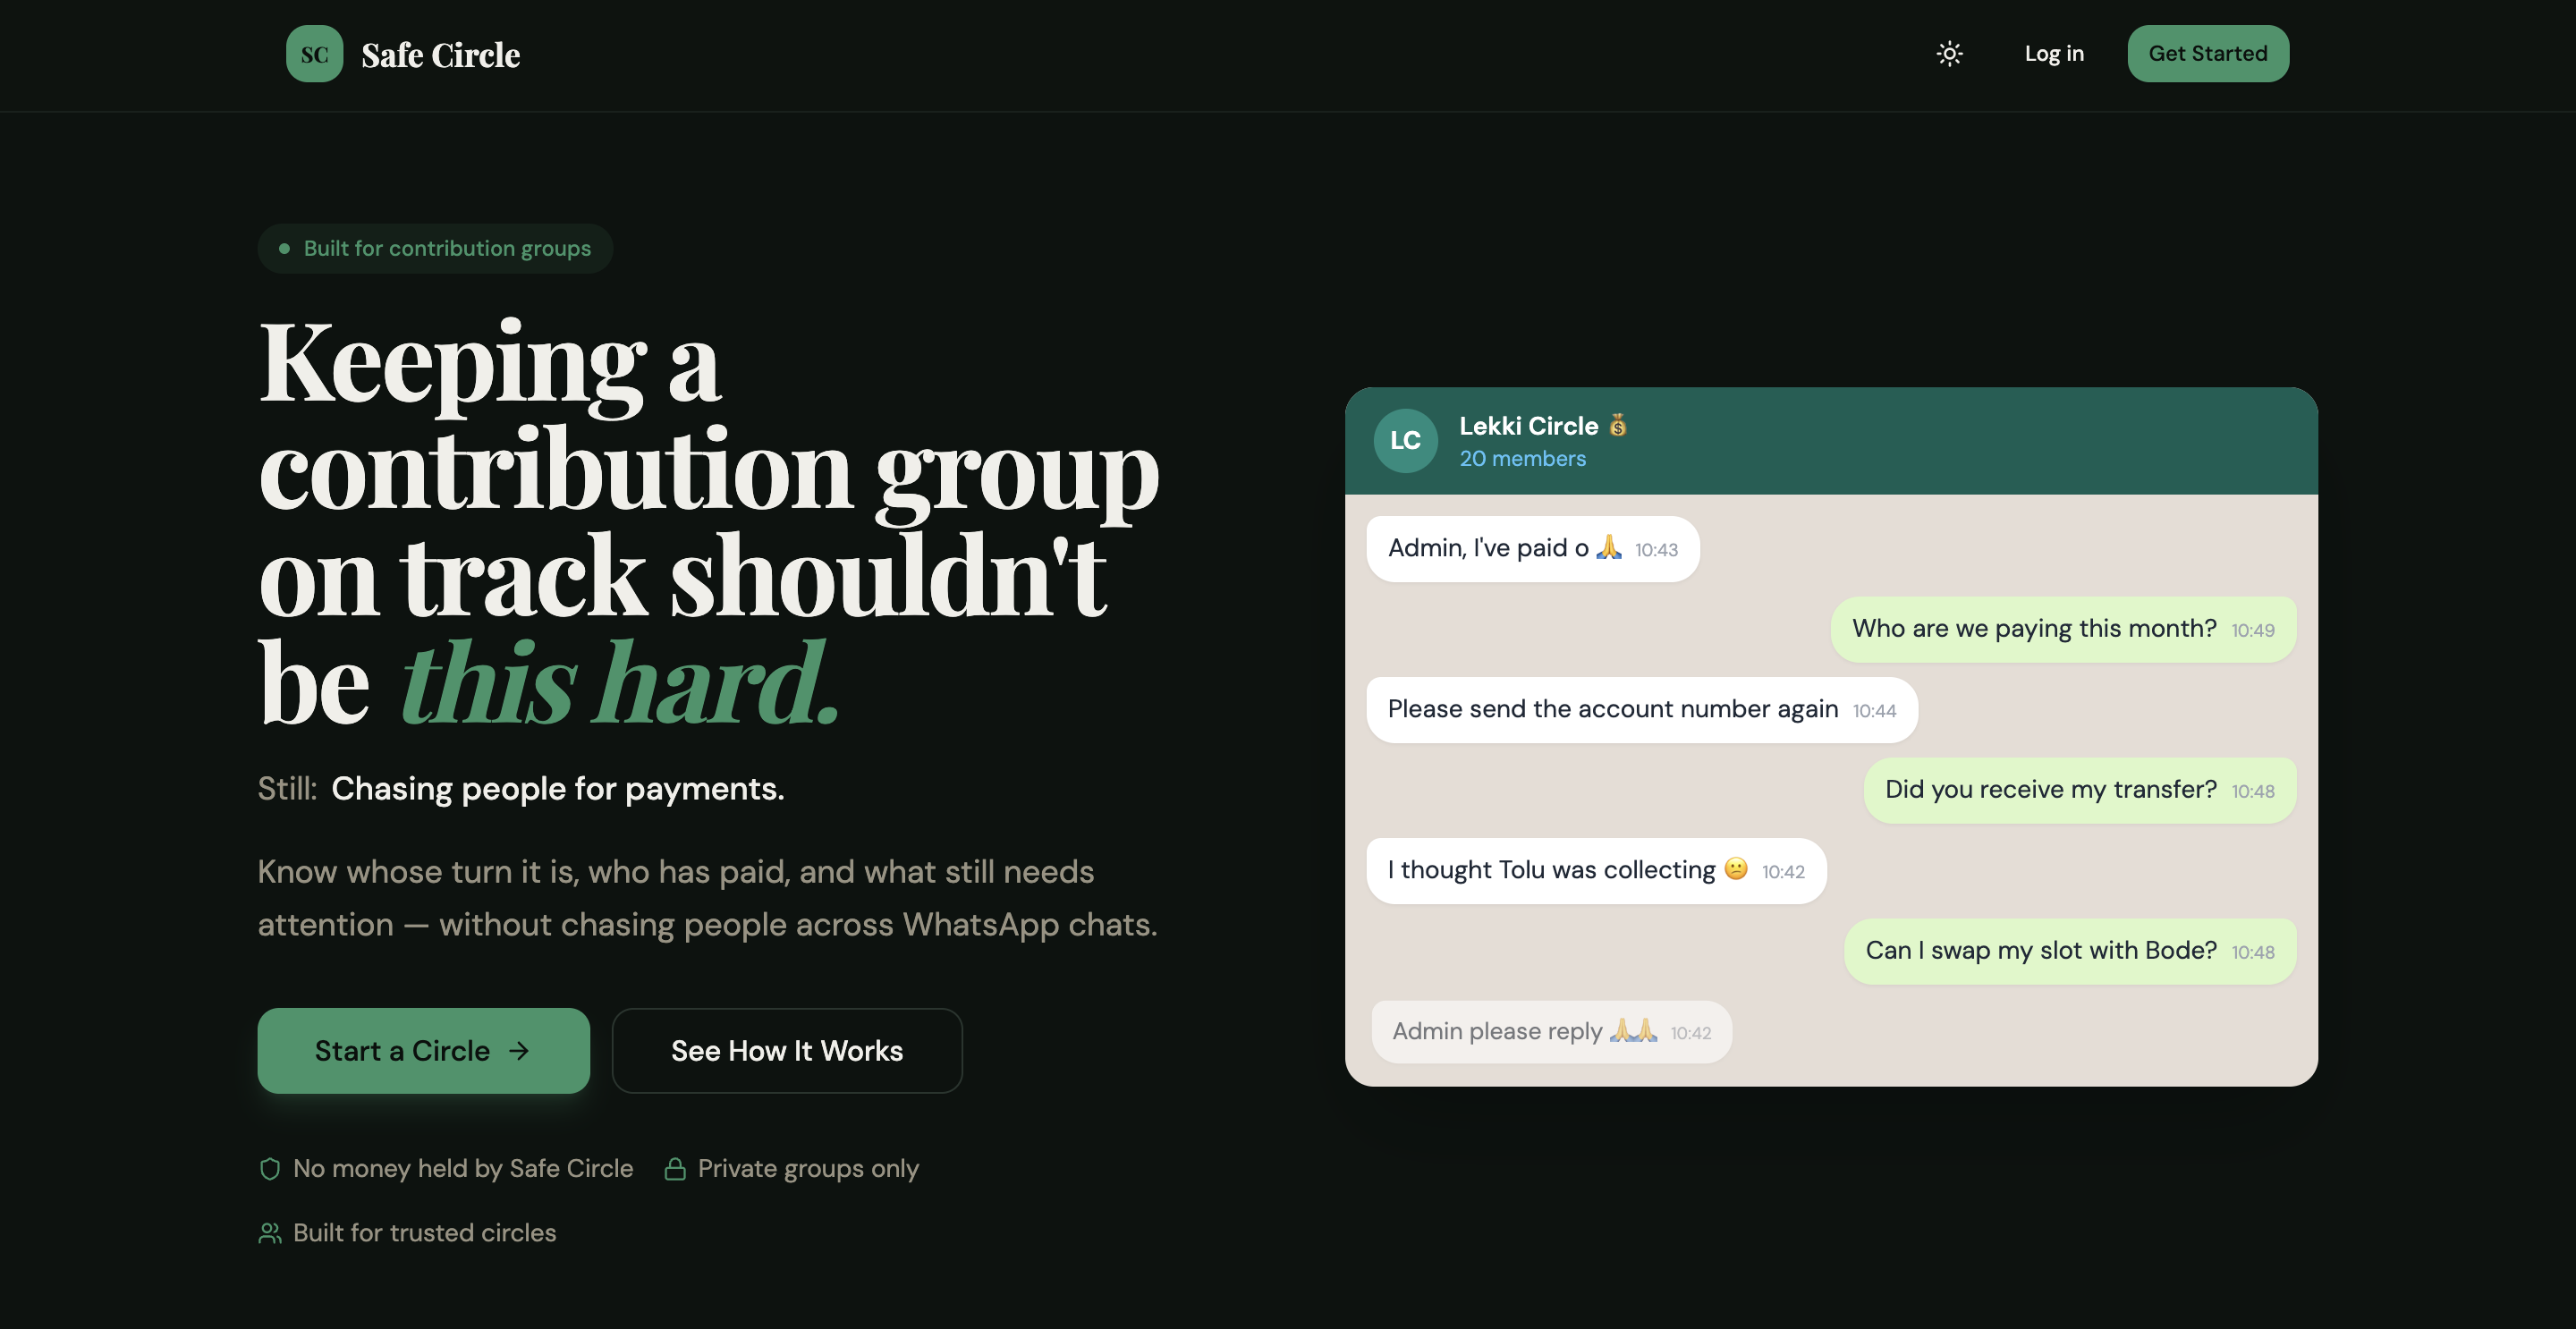 SC Safe Circle
Log in
Get Started
Built for contribution groups
Keeping a
contribution group
on track shouldn't
be this hard.
Still: Chasing people for payments.
Know whose turn it is, who has paid, and what still needs
attention — without chasing people across WhatsApp chats.
Start a Circle →
See How It Works
No money held by Safe Circle
Private groups only
Built for trusted circles
LC
Lekki Circle 💰
20 members
Admin, I've paid o 🙏 10:43
Who are we paying this month? 10:49
Please send the account number again 10:44
Did you receive my transfer? 10:48
I thought Tolu was collecting 😕 10:42
Can I swap my slot with Bode? 10:48
Admin please reply 🙏🙏 10:42